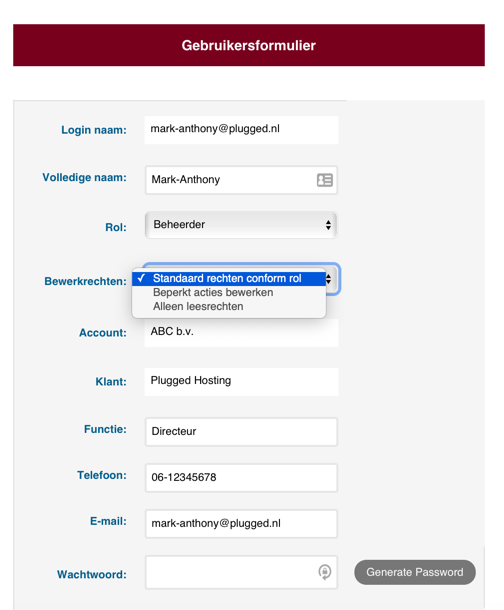 Gebruikersformulier
Login naam: mark-anthony@plugged.nl
Volledige naam: Mark-Anthony
Rol: Beheerder
Bewerkrechten: ✓ Standaard rechten conform rol
Beperkt acties bewerken
Alleen leesrechten
Account: ABC b.v.
Klant: Plugged Hosting
Functie: Directeur
Telefoon: 06-12345678
E-mail: mark-anthony@plugged.nl
Wachtwoord: Generate Password